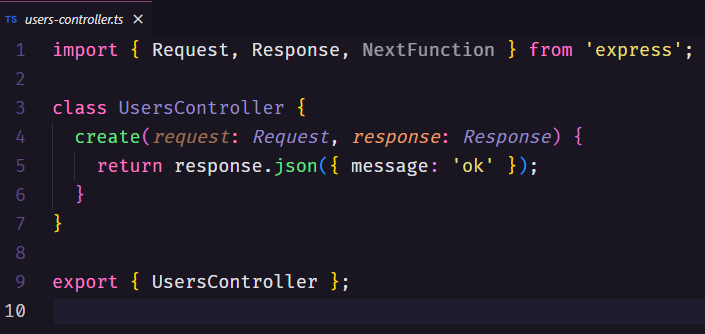 TS users-controller.ts ×
1 import { Request, Response, NextFunction } from 'express';
2
3 class UsersController {
4   create(request: Request, response: Response) {
5     return response.json({ message: 'ok' });
6   }
7 }
8
9 export { UsersController };
10